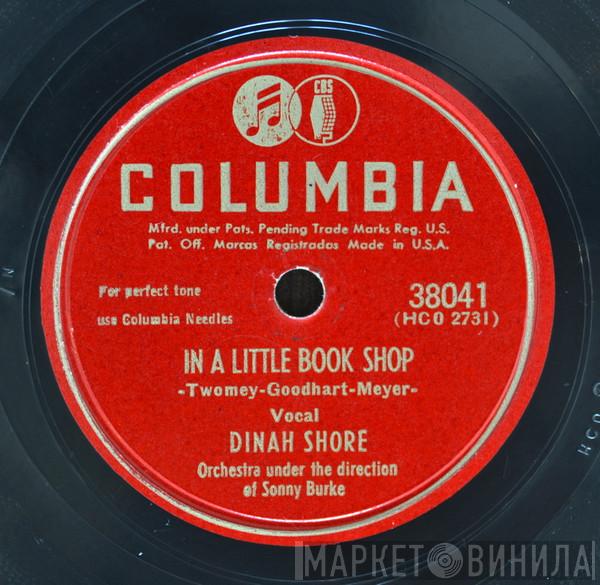 CBS
COLUMBIA
Mfrd. under Pats. Pending Trade Marks Reg. U.S.
Pat. Off. Marcas Registradas Made in U.S.A.
For perfect tone
use Columbia Needles
38041
(HCO 2731)
IN A LITTLE BOOK SHOP
-Twomey-Goodhart-Meyer-
Vocal
DINAH SHORE
Orchestra under the direction
of Sonny Burke
HCO
МАРКЕТ ВИНИЛА